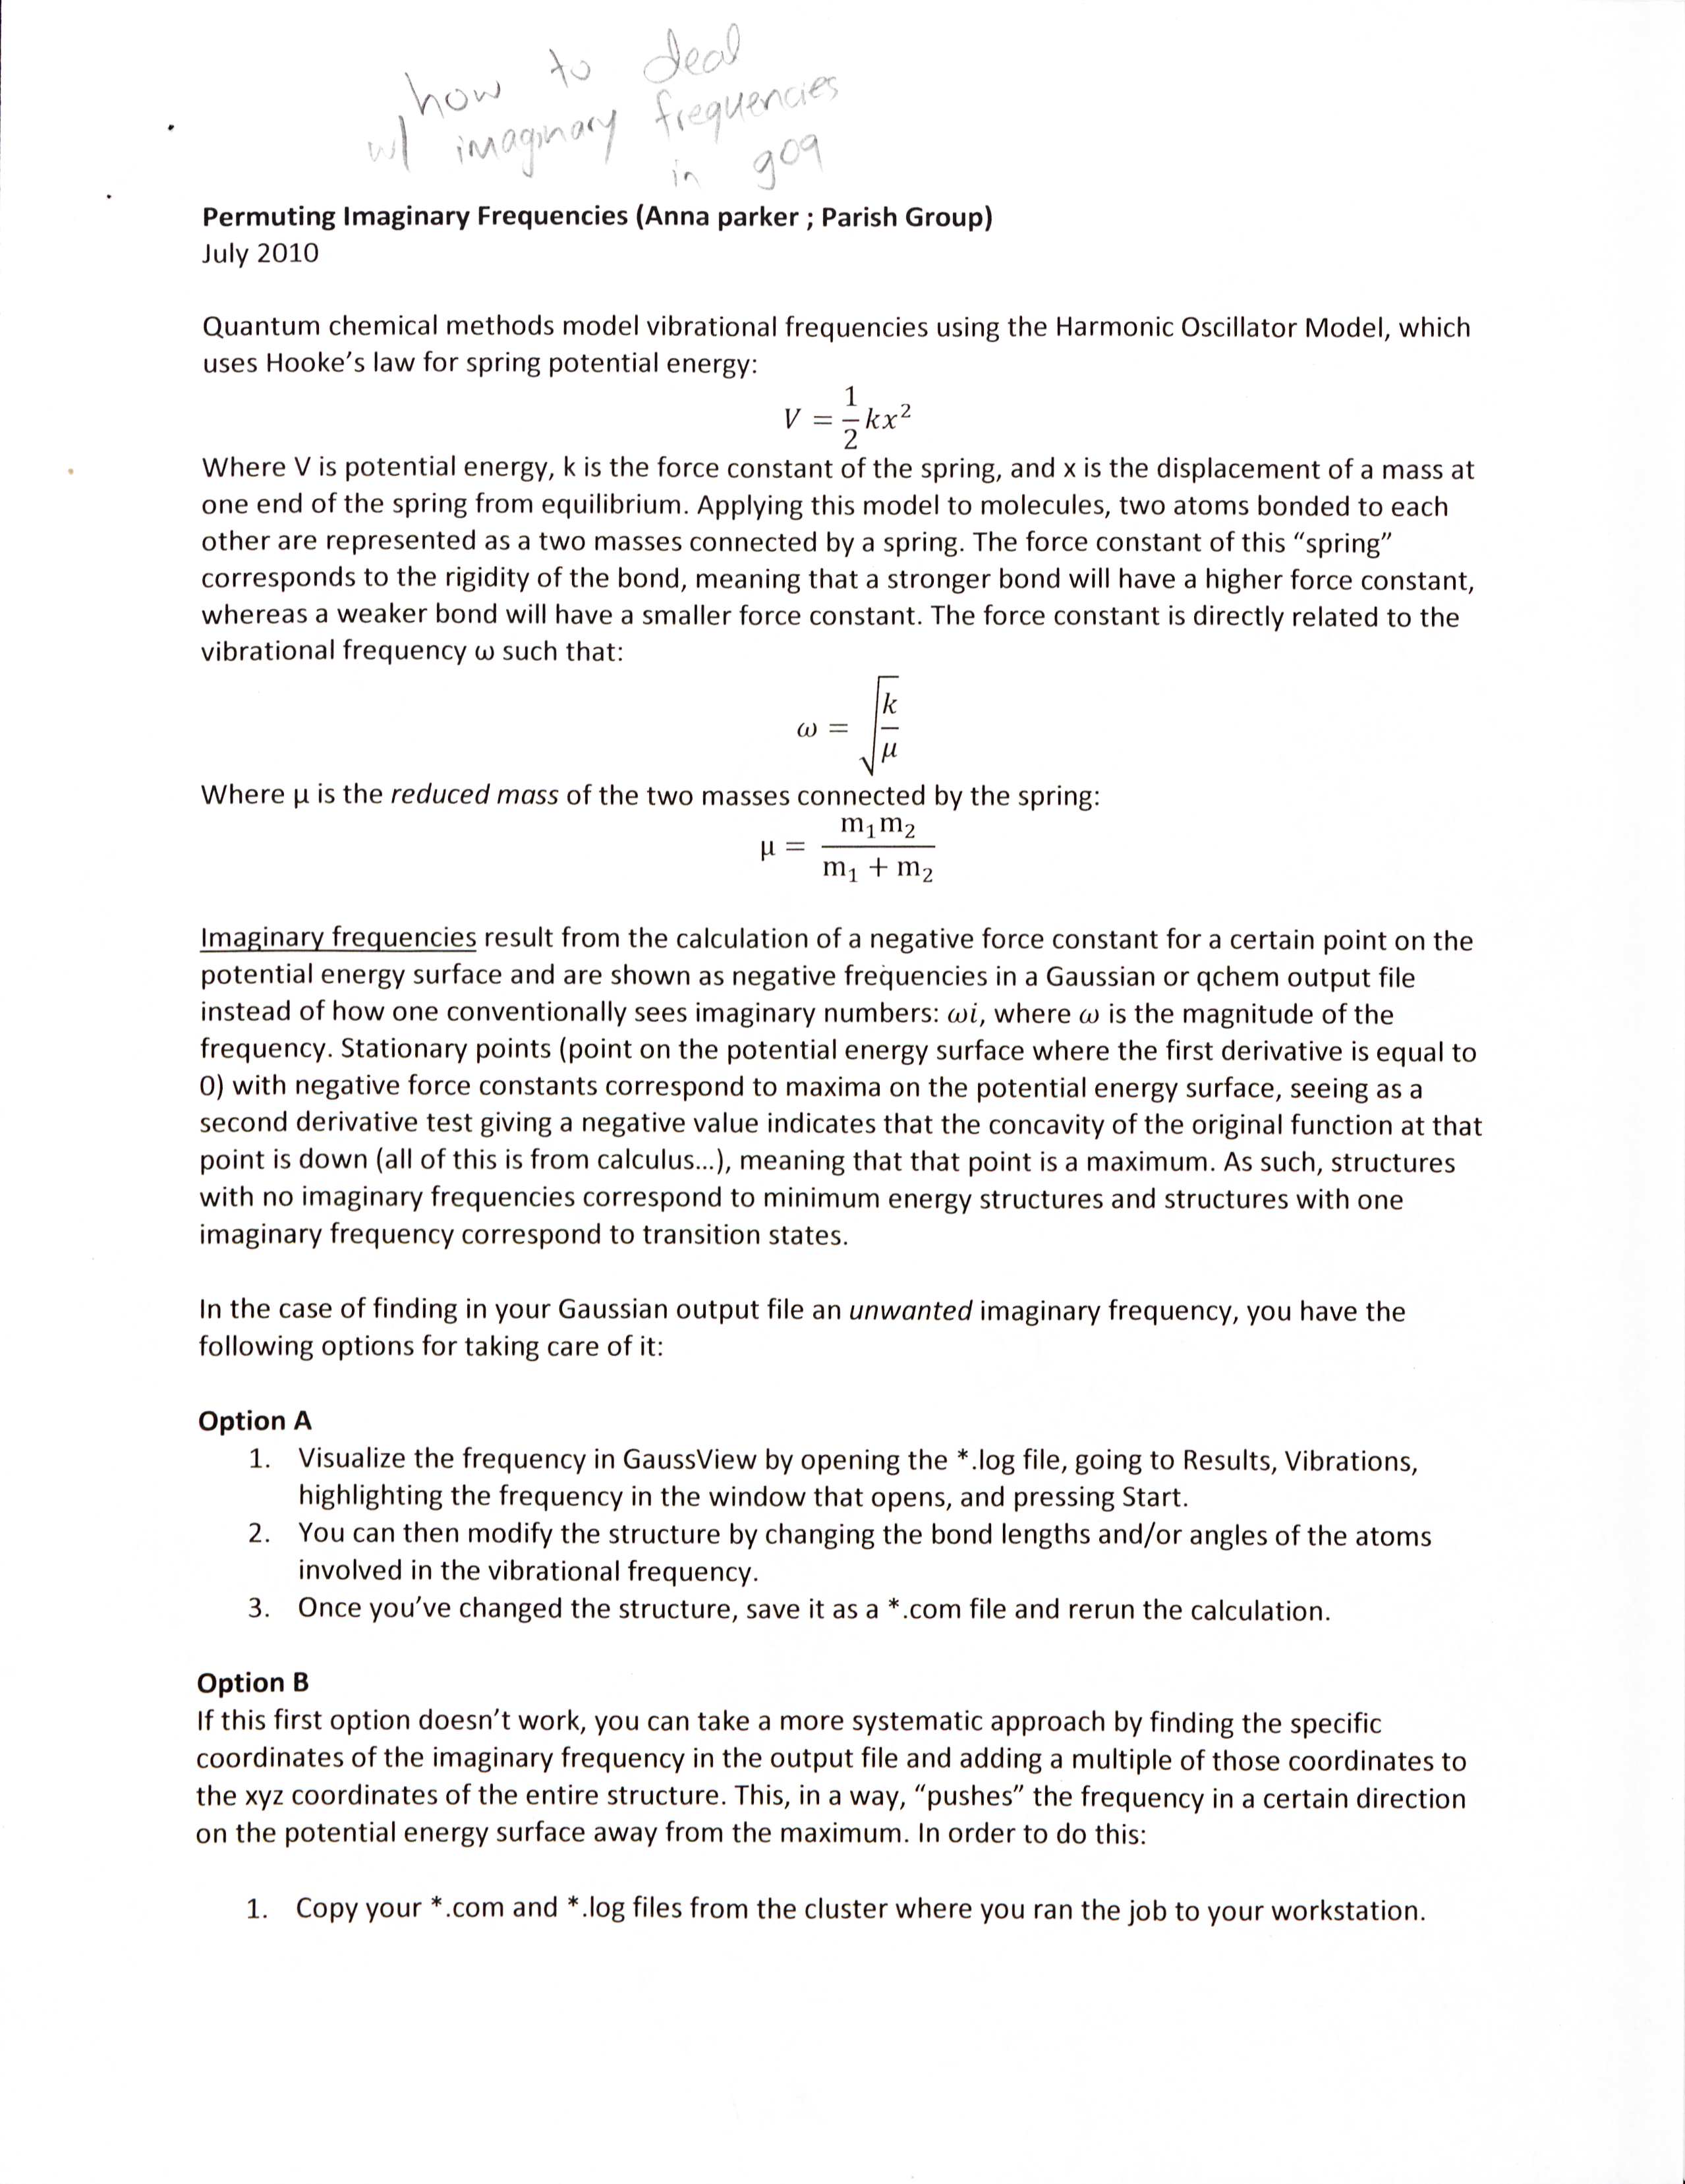 how to deal
w/ imaginary frequencies
in g09
Permuting Imaginary Frequencies (Anna parker ; Parish Group)
July 2010
Quantum chemical methods model vibrational frequencies using the Harmonic Oscillator Model, which
uses Hooke's law for spring potential energy:
V = 1/2 kx²
Where V is potential energy, k is the force constant of the spring, and x is the displacement of a mass at
one end of the spring from equilibrium. Applying this model to molecules, two atoms bonded to each
other are represented as a two masses connected by a spring. The force constant of this “spring”
corresponds to the rigidity of the bond, meaning that a stronger bond will have a higher force constant,
whereas a weaker bond will have a smaller force constant. The force constant is directly related to the
vibrational frequency ω such that:
ω = √(k/μ)
Where μ is the reduced mass of the two masses connected by the spring:
μ = m₁m₂ / (m₁ + m₂)
Imaginary frequencies result from the calculation of a negative force constant for a certain point on the
potential energy surface and are shown as negative frequencies in a Gaussian or qchem output file
instead of how one conventionally sees imaginary numbers: ωi, where ω is the magnitude of the
frequency. Stationary points (point on the potential energy surface where the first derivative is equal to
0) with negative force constants correspond to maxima on the potential energy surface, seeing as a
second derivative test giving a negative value indicates that the concavity of the original function at that
point is down (all of this is from calculus...), meaning that that point is a maximum. As such, structures
with no imaginary frequencies correspond to minimum energy structures and structures with one
imaginary frequency correspond to transition states.
In the case of finding in your Gaussian output file an unwanted imaginary frequency, you have the
following options for taking care of it:
Option A
1. Visualize the frequency in GaussView by opening the *.log file, going to Results, Vibrations,
highlighting the frequency in the window that opens, and pressing Start.
2. You can then modify the structure by changing the bond lengths and/or angles of the atoms
involved in the vibrational frequency.
3. Once you've changed the structure, save it as a *.com file and rerun the calculation.
Option B
If this first option doesn't work, you can take a more systematic approach by finding the specific
coordinates of the imaginary frequency in the output file and adding a multiple of those coordinates to
the xyz coordinates of the entire structure. This, in a way, “pushes” the frequency in a certain direction
on the potential energy surface away from the maximum. In order to do this:
1. Copy your *.com and *.log files from the cluster where you ran the job to your workstation.